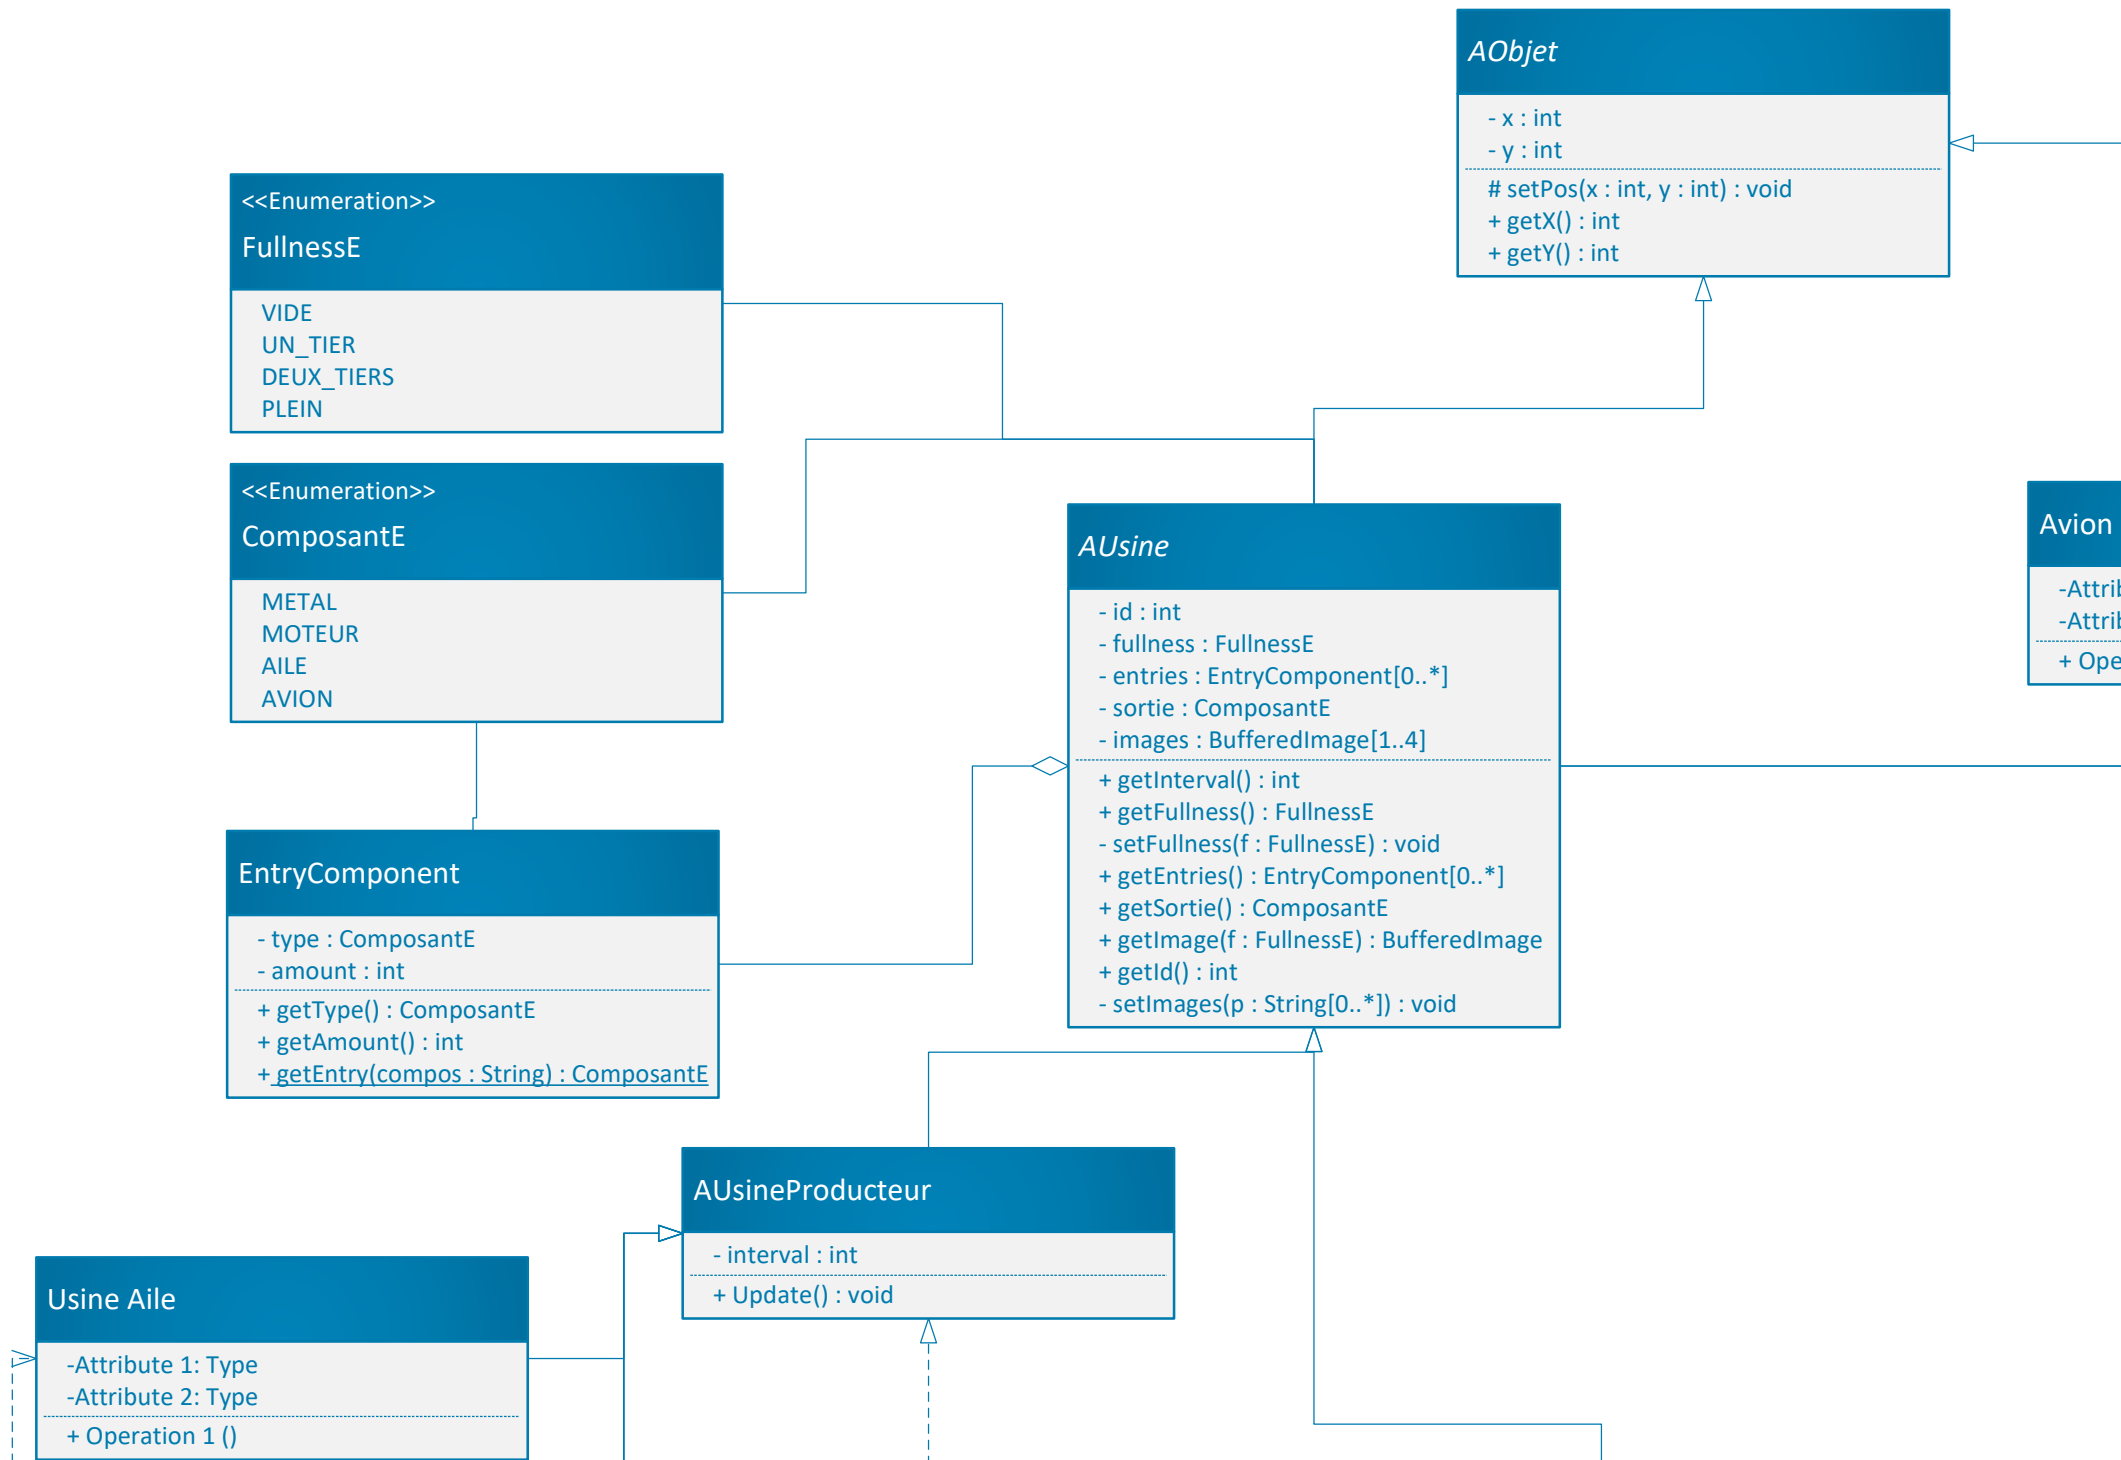 AObjet
- x : int
- y : int
# setPos(x : int, y : int) : void
+ getX() : int
+ getY() : int
<<Enumeration>>
FullnessE
VIDE
UN_TIER
DEUX_TIERS
PLEIN
<<Enumeration>>
ComposantE
METAL
MOTEUR
AILE
AVION
AUsine
- id : int
- fullness : FullnessE
- entries : EntryComponent[0..*]
- sortie : ComposantE
- images : BufferedImage[1..4]
+ getInterval() : int
+ getFullness() : FullnessE
- setFullness(f : FullnessE) : void
+ getEntries() : EntryComponent[0..*]
+ getSortie() : ComposantE
+ getImage(f : FullnessE) : BufferedImage
+ getId() : int
- setImages(p : String[0..*]) : void
Avion
EntryComponent
- type : ComposantE
- amount : int
+ getType() : ComposantE
+ getAmount() : int
+ getEntry(compos : String) : ComposantE
AUsineProducteur
- interval : int
+ Update() : void
Usine Aile
-Attribute 1: Type
-Attribute 2: Type
+ Operation 1 ()